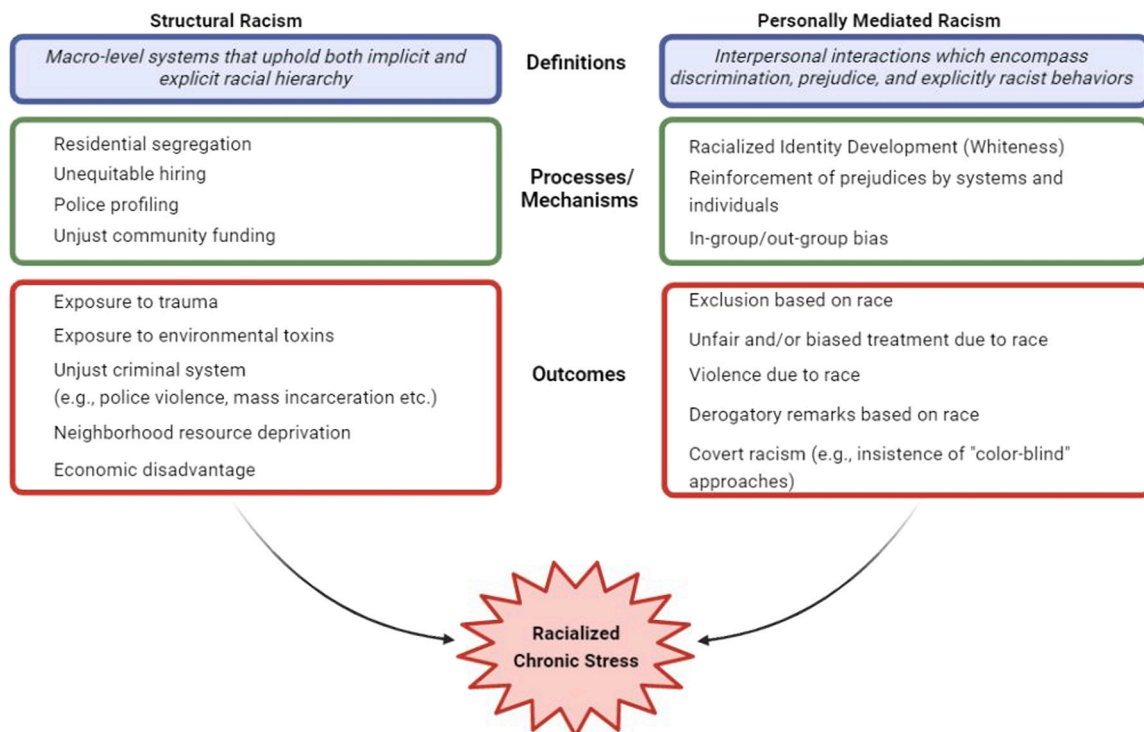 Structural Racism
Macro-level systems that uphold both implicit and
explicit racial hierarchy
Residential segregation
Unequitable hiring
Police profiling
Unjust community funding
Exposure to trauma
Exposure to environmental toxins
Unjust criminal system
(e.g., police violence, mass incarceration etc.)
Neighborhood resource deprivation
Economic disadvantage
Definitions
Processes/
Mechanisms
Outcomes
Personally Mediated Racism
Interpersonal interactions which encompass
discrimination, prejudice, and explicitly racist behaviors
Racialized Identity Development (Whiteness)
Reinforcement of prejudices by systems and
individuals
In-group/out-group bias
Exclusion based on race
Unfair and/or biased treatment due to race
Violence due to race
Derogatory remarks based on race
Covert racism (e.g., insistence of "color-blind"
approaches)
Racialized
Chronic Stress